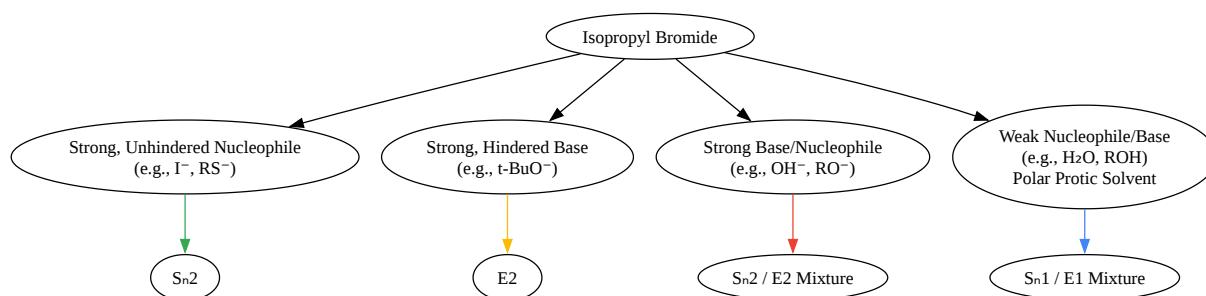 Isopropyl Bromide
Strong, Unhindered Nucleophile
(e.g., I⁻, RS⁻)
Strong, Hindered Base
(e.g., t-BuO⁻)
Strong Base/Nucleophile
(e.g., OH⁻, RO⁻)
Weak Nucleophile/Base
(e.g., H₂O, ROH)
Polar Protic Solvent
Sₙ2
E2
Sₙ2 / E2 Mixture
Sₙ1 / E1 Mixture